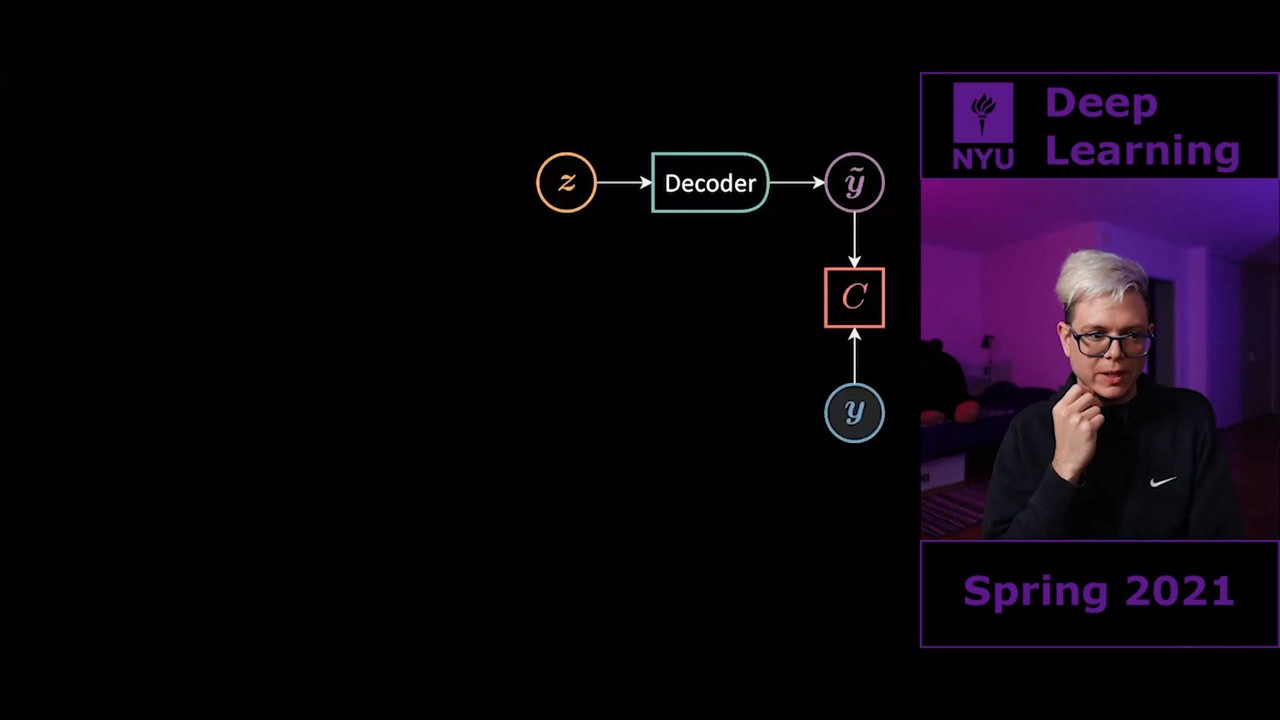 z Decoder ỹ
C
y
NYU
Deep
Learning
Spring 2021